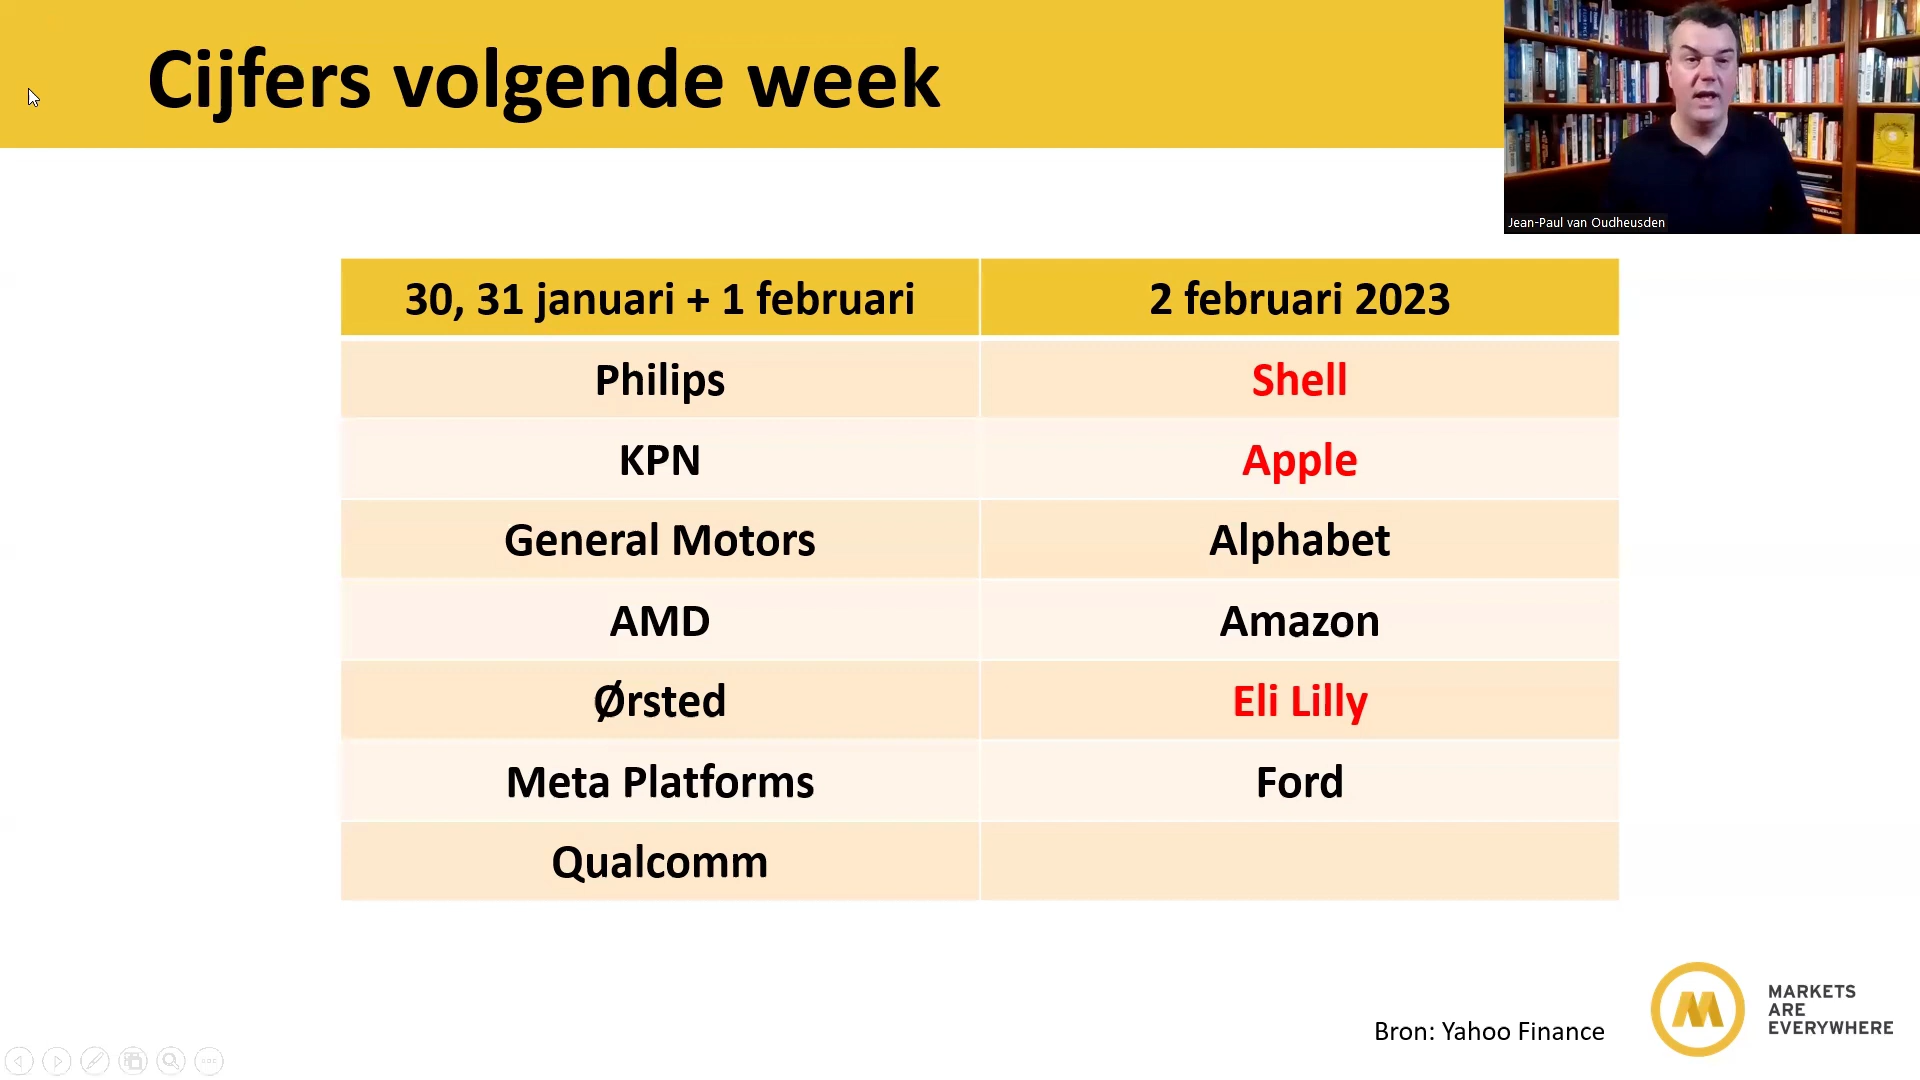 Cijfers volgende week
Jean-Paul van Oudheusden
30, 31 januari + 1 februari
2 februari 2023
Philips
Shell
KPN
Apple
General Motors
Alphabet
AMD
Amazon
Ørsted
Eli Lilly
Meta Platforms
Ford
Qualcomm
Bron: Yahoo Finance
MARKETS
ARE
EVERYWHERE